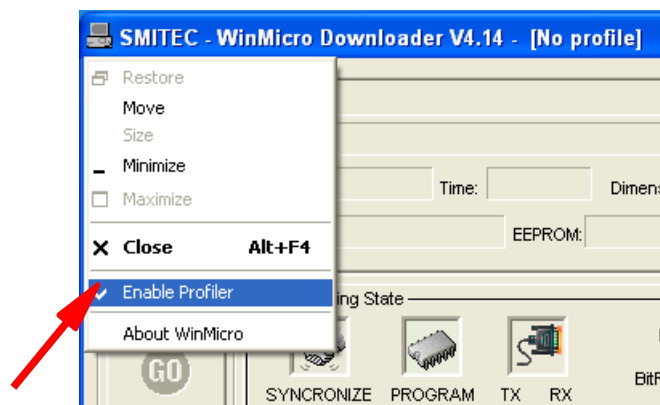 SMITEC - WinMicro Downloader V4.14 - [No profile]
Restore
Move
Size
Minimize
Maximize
Close Alt+F4
Enable Profiler
About WinMicro
Time:
Dimens
EEPROM:
ing State
GO
SYNCRONIZE PROGRAM TX RX
BitR